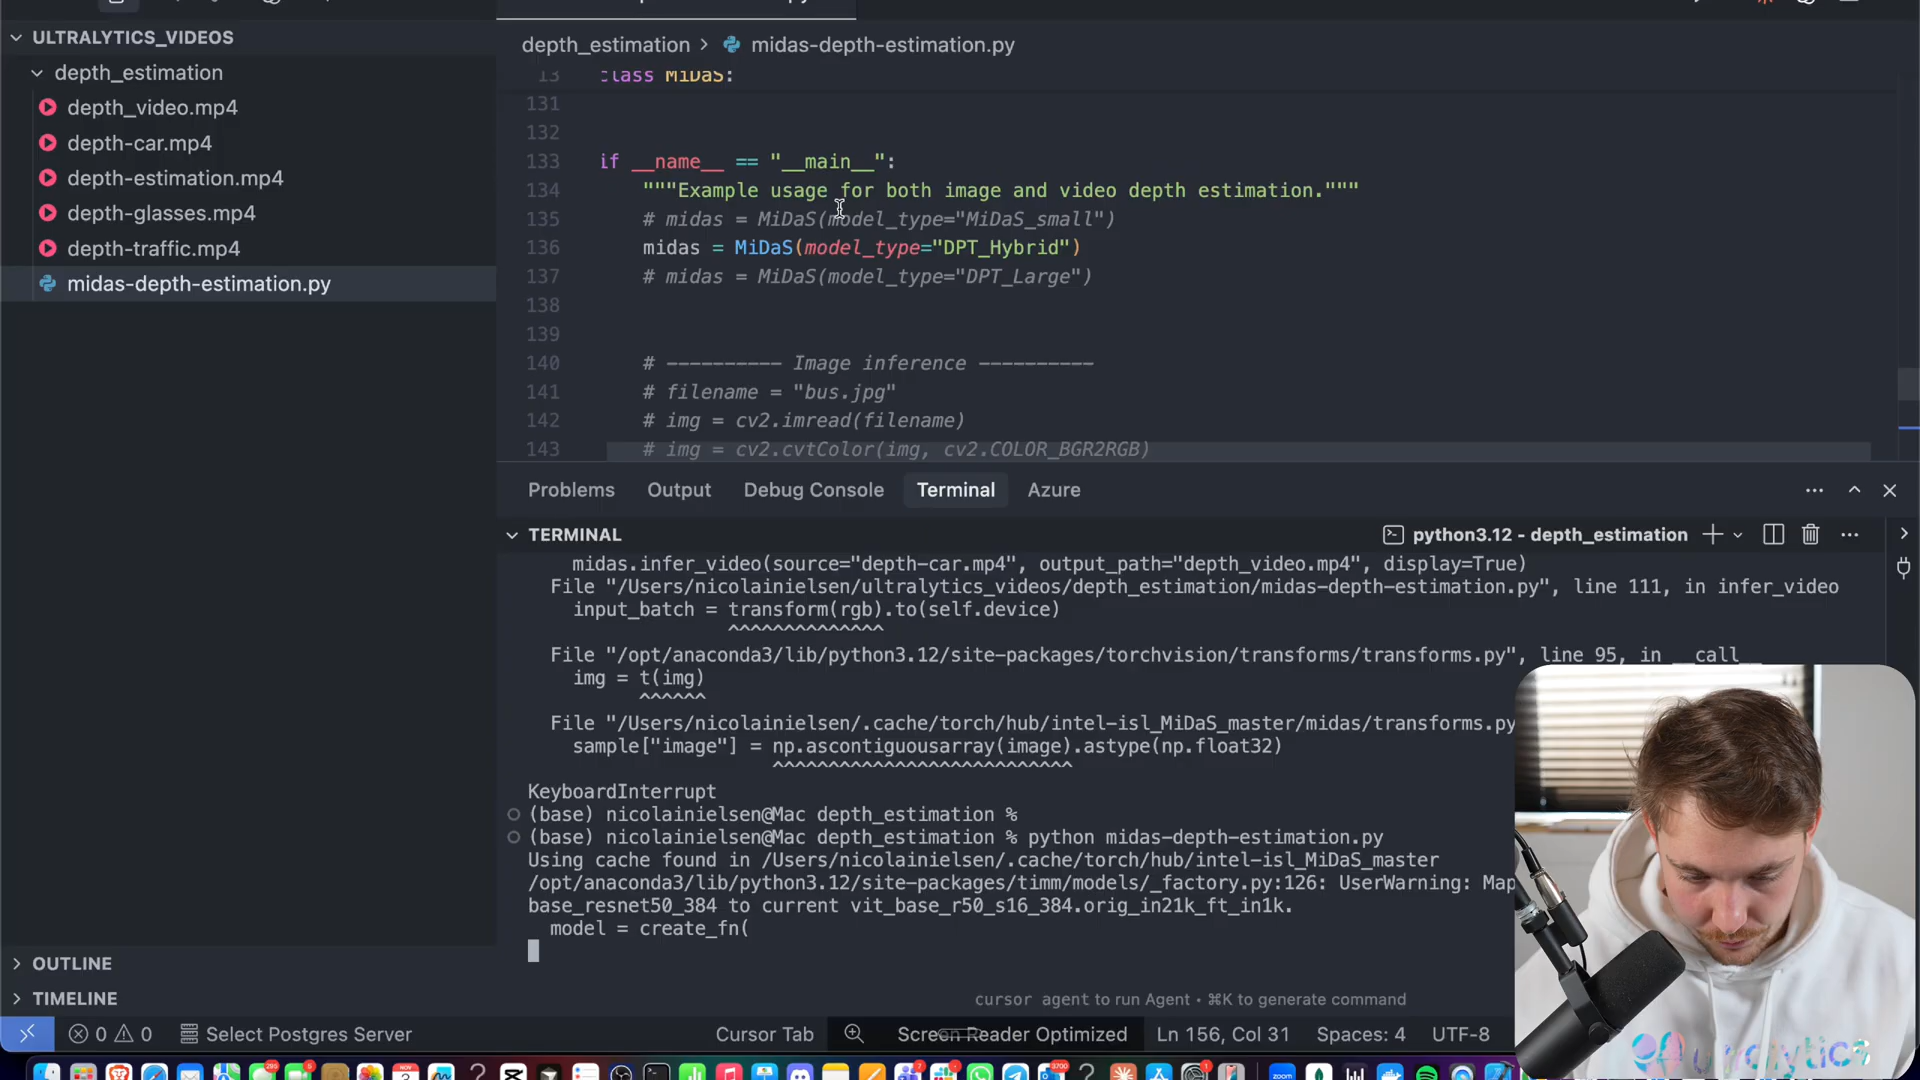 ULTRALYTICS_VIDEOS
depth_estimation
depth_video.mp4
depth-car.mp4
depth-estimation.mp4
depth-glasses.mp4
depth-traffic.mp4
midas-depth-estimation.py
OUTLINE
TIMELINE
depth_estimation > midas-depth-estimation.py
13 class MiDaS:
131
132
133 if __name__ == "__main__":
134 """Example usage for both image and video depth estimation."""
135 # midas = MiDaS(model_type="MiDaS_small")
136 midas = MiDaS(model_type="DPT_Hybrid")
137 # midas = MiDaS(model_type="DPT_Large")
138
139
140 # ---------- Image inference ----------
141 # filename = "bus.jpg"
142 # img = cv2.imread(filename)
143 # img = cv2.cvtColor(img, cv2.COLOR_BGR2RGB)
Problems Output Debug Console Terminal Azure
TERMINAL
python3.12 - depth_estimation
midas.infer_video(source="depth-car.mp4", output_path="depth_video.mp4", display=True)
File "/Users/nicolainielsen/ultralytics_videos/depth_estimation/midas-depth-estimation.py", line 111, in infer_video
input_batch = transform(rgb).to(self.device)
^^^^^^^^^^^^^^
File "/opt/anaconda3/lib/python3.12/site-packages/torchvision/transforms/transforms.py", line 95, in __call__
img = t(img)
^^^^^^
File "/Users/nicolainielsen/.cache/torch/hub/intel-isl_MiDaS_master/midas/transforms.py
sample["image"] = np.ascontiguousarray(image).astype(np.float32)
^^^^^^^^^^^^^^^^^^^^^^^^^^^
KeyboardInterrupt
(base) nicolainielsen@Mac depth_estimation %
(base) nicolainielsen@Mac depth_estimation % python midas-depth-estimation.py
Using cache found in /Users/nicolainielsen/.cache/torch/hub/intel-isl_MiDaS_master
/opt/anaconda3/lib/python3.12/site-packages/timm/models/_factory.py:126: UserWarning: Map
base_resnet50_384 to current vit_base_r50_s16_384.orig_in21k_ft_in1k.
model = create_fn(
cursor agent to run Agent • ⌘K to generate command
0 0 Select Postgres Server Cursor Tab Screen Reader Optimized Ln 156, Col 31 Spaces: 4 UTF-8
ultralytics